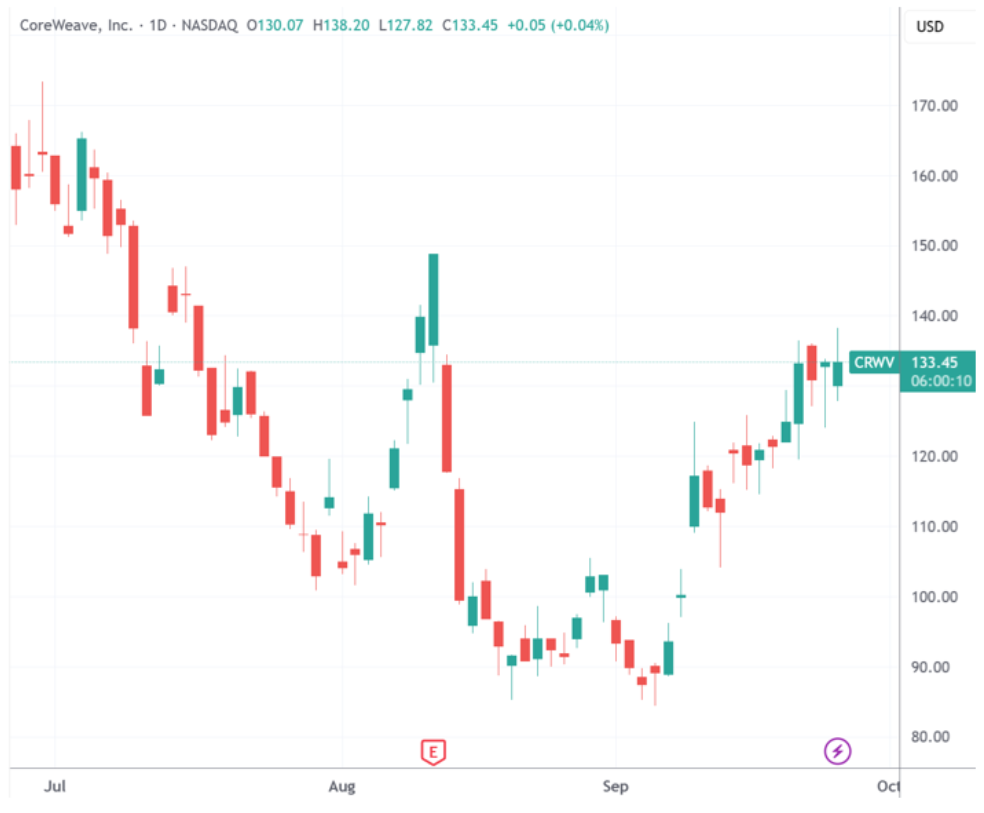 CoreWeave, Inc. · 1D · NASDAQ O130.07 H138.20 L127.82 C133.45 +0.05 (+0.04%)
USD
170.00
160.00
150.00
140.00
CRWV 133.45
06:00:10
120.00
110.00
100.00
90.00
80.00
E
Jul Aug Sep Oct